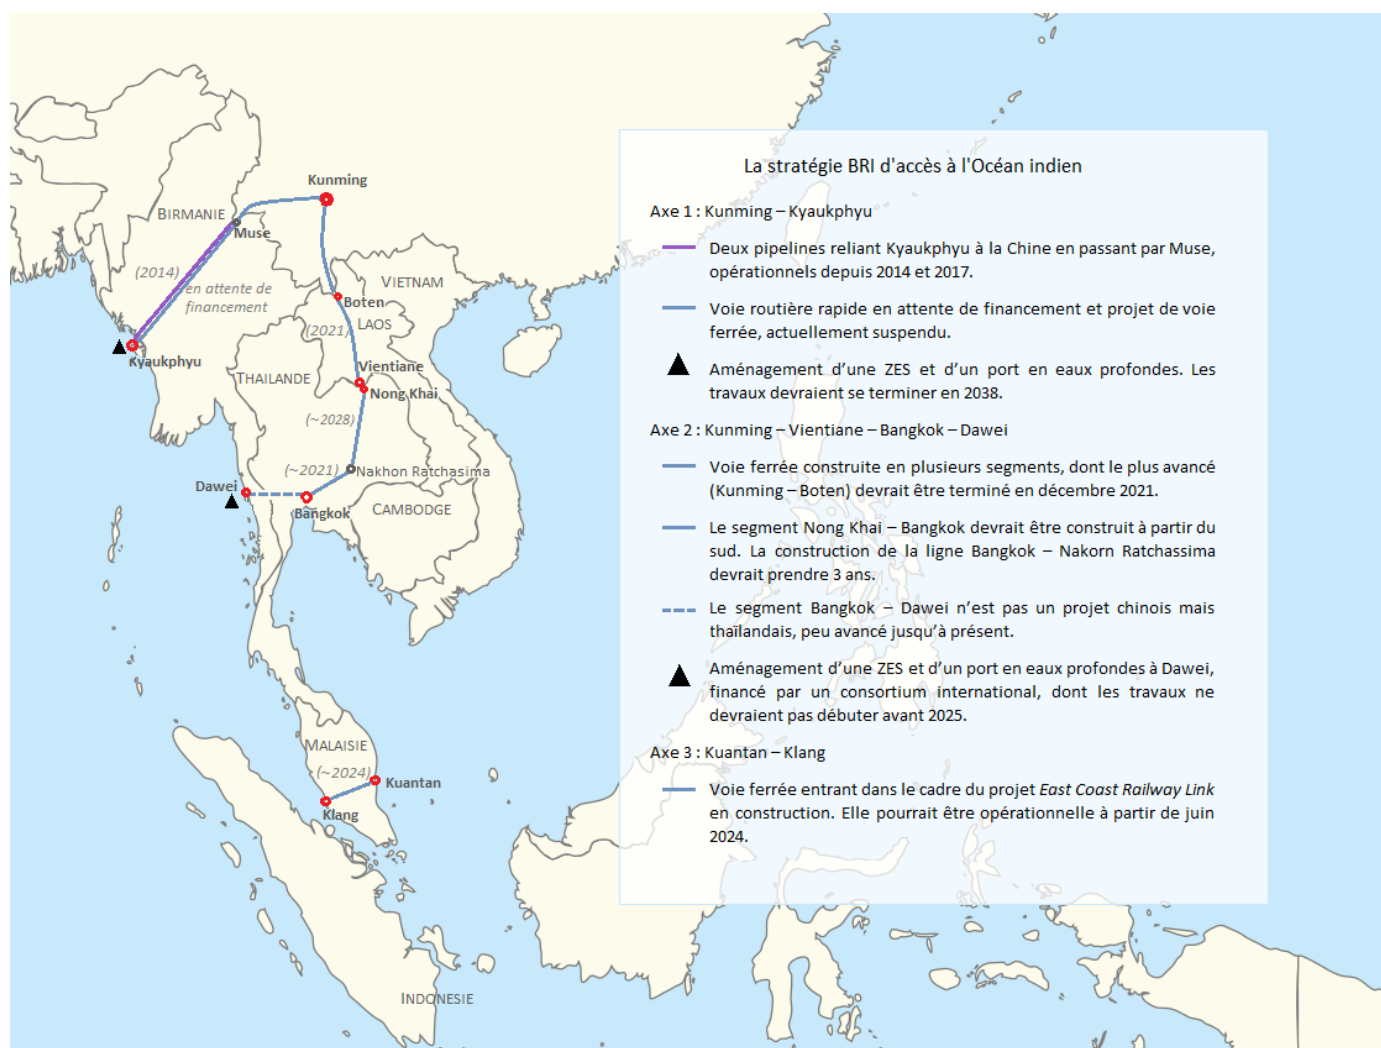 Kunming
BIRMANIE
Muse
(2014)
en attente de
financement
Kyaukphyu
VIETNAM
Boten
(2021)
LAOS
Vientiane
THAILANDE
Nong Khai
(~2028)
(~2021)
Nakhon Ratchasima
Dawei
Bangkok
CAMBODGE
MALAISIE
(~2024)
Kuantan
Klang
INDONESIE
La stratégie BRI d'accès à l'Océan indien
Axe 1 : Kunming – Kyaukphyu
Deux pipelines reliant Kyaukphyu à la Chine en passant par Muse,
opérationnels depuis 2014 et 2017.
Voie routière rapide en attente de financement et projet de voie
ferrée, actuellement suspendu.
Aménagement d’une ZES et d’un port en eaux profondes. Les
travaux devraient se terminer en 2038.
Axe 2 : Kunming – Vientiane – Bangkok – Dawei
Voie ferrée construite en plusieurs segments, dont le plus avancé
(Kunming – Boten) devrait être terminé en décembre 2021.
Le segment Nong Khai – Bangkok devrait être construit à partir du
sud. La construction de la ligne Bangkok – Nakorn Ratchassima
devrait prendre 3 ans.
Le segment Bangkok – Dawei n’est pas un projet chinois mais
thaïlandais, peu avancé jusqu’à présent.
Aménagement d’une ZES et d’un port en eaux profondes à Dawei,
financé par un consortium international, dont les travaux ne
devraient pas débuter avant 2025.
Axe 3 : Kuantan – Klang
Voie ferrée entrant dans le cadre du projet East Coast Railway Link
en construction. Elle pourrait être opérationnelle à partir de juin
2024.